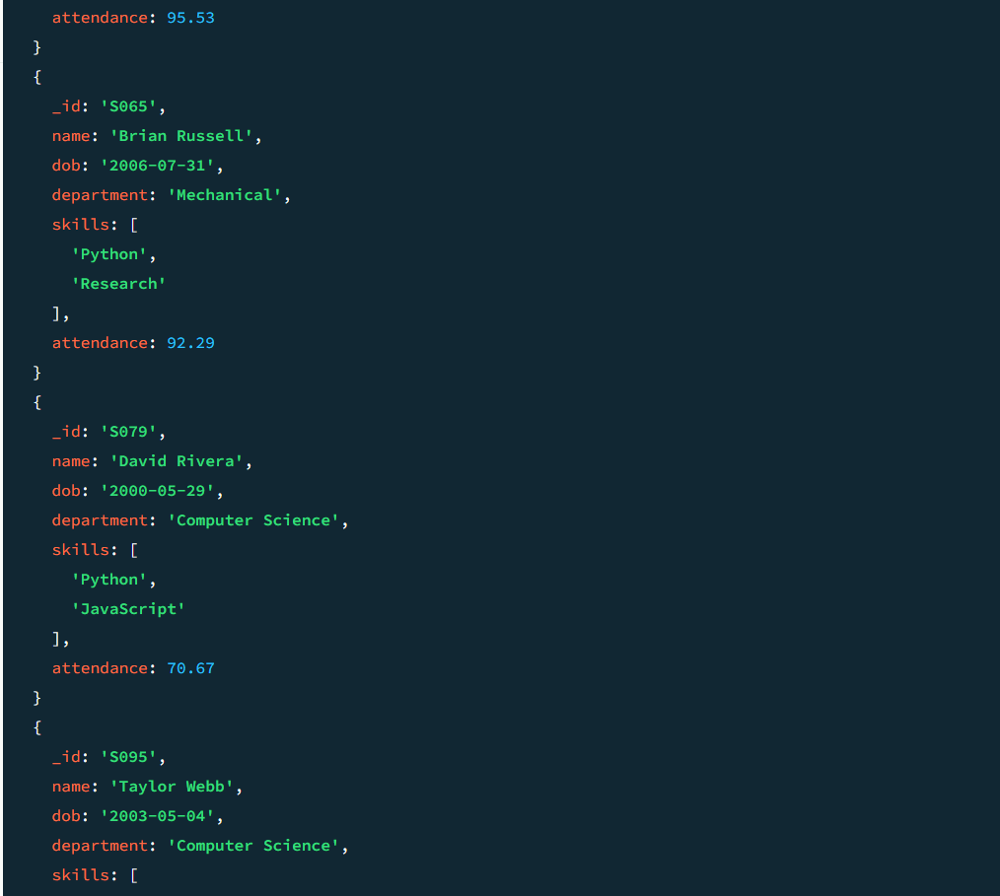 attendance: 95.53
}
{
_id: 'S065',
name: 'Brian Russell',
dob: '2006-07-31',
department: 'Mechanical',
skills: [
'Python',
'Research'
],
attendance: 92.29
}
{
_id: 'S079',
name: 'David Rivera',
dob: '2000-05-29',
department: 'Computer Science',
skills: [
'Python',
'JavaScript'
],
attendance: 70.67
}
{
_id: 'S095',
name: 'Taylor Webb',
dob: '2003-05-04',
department: 'Computer Science',
skills: [